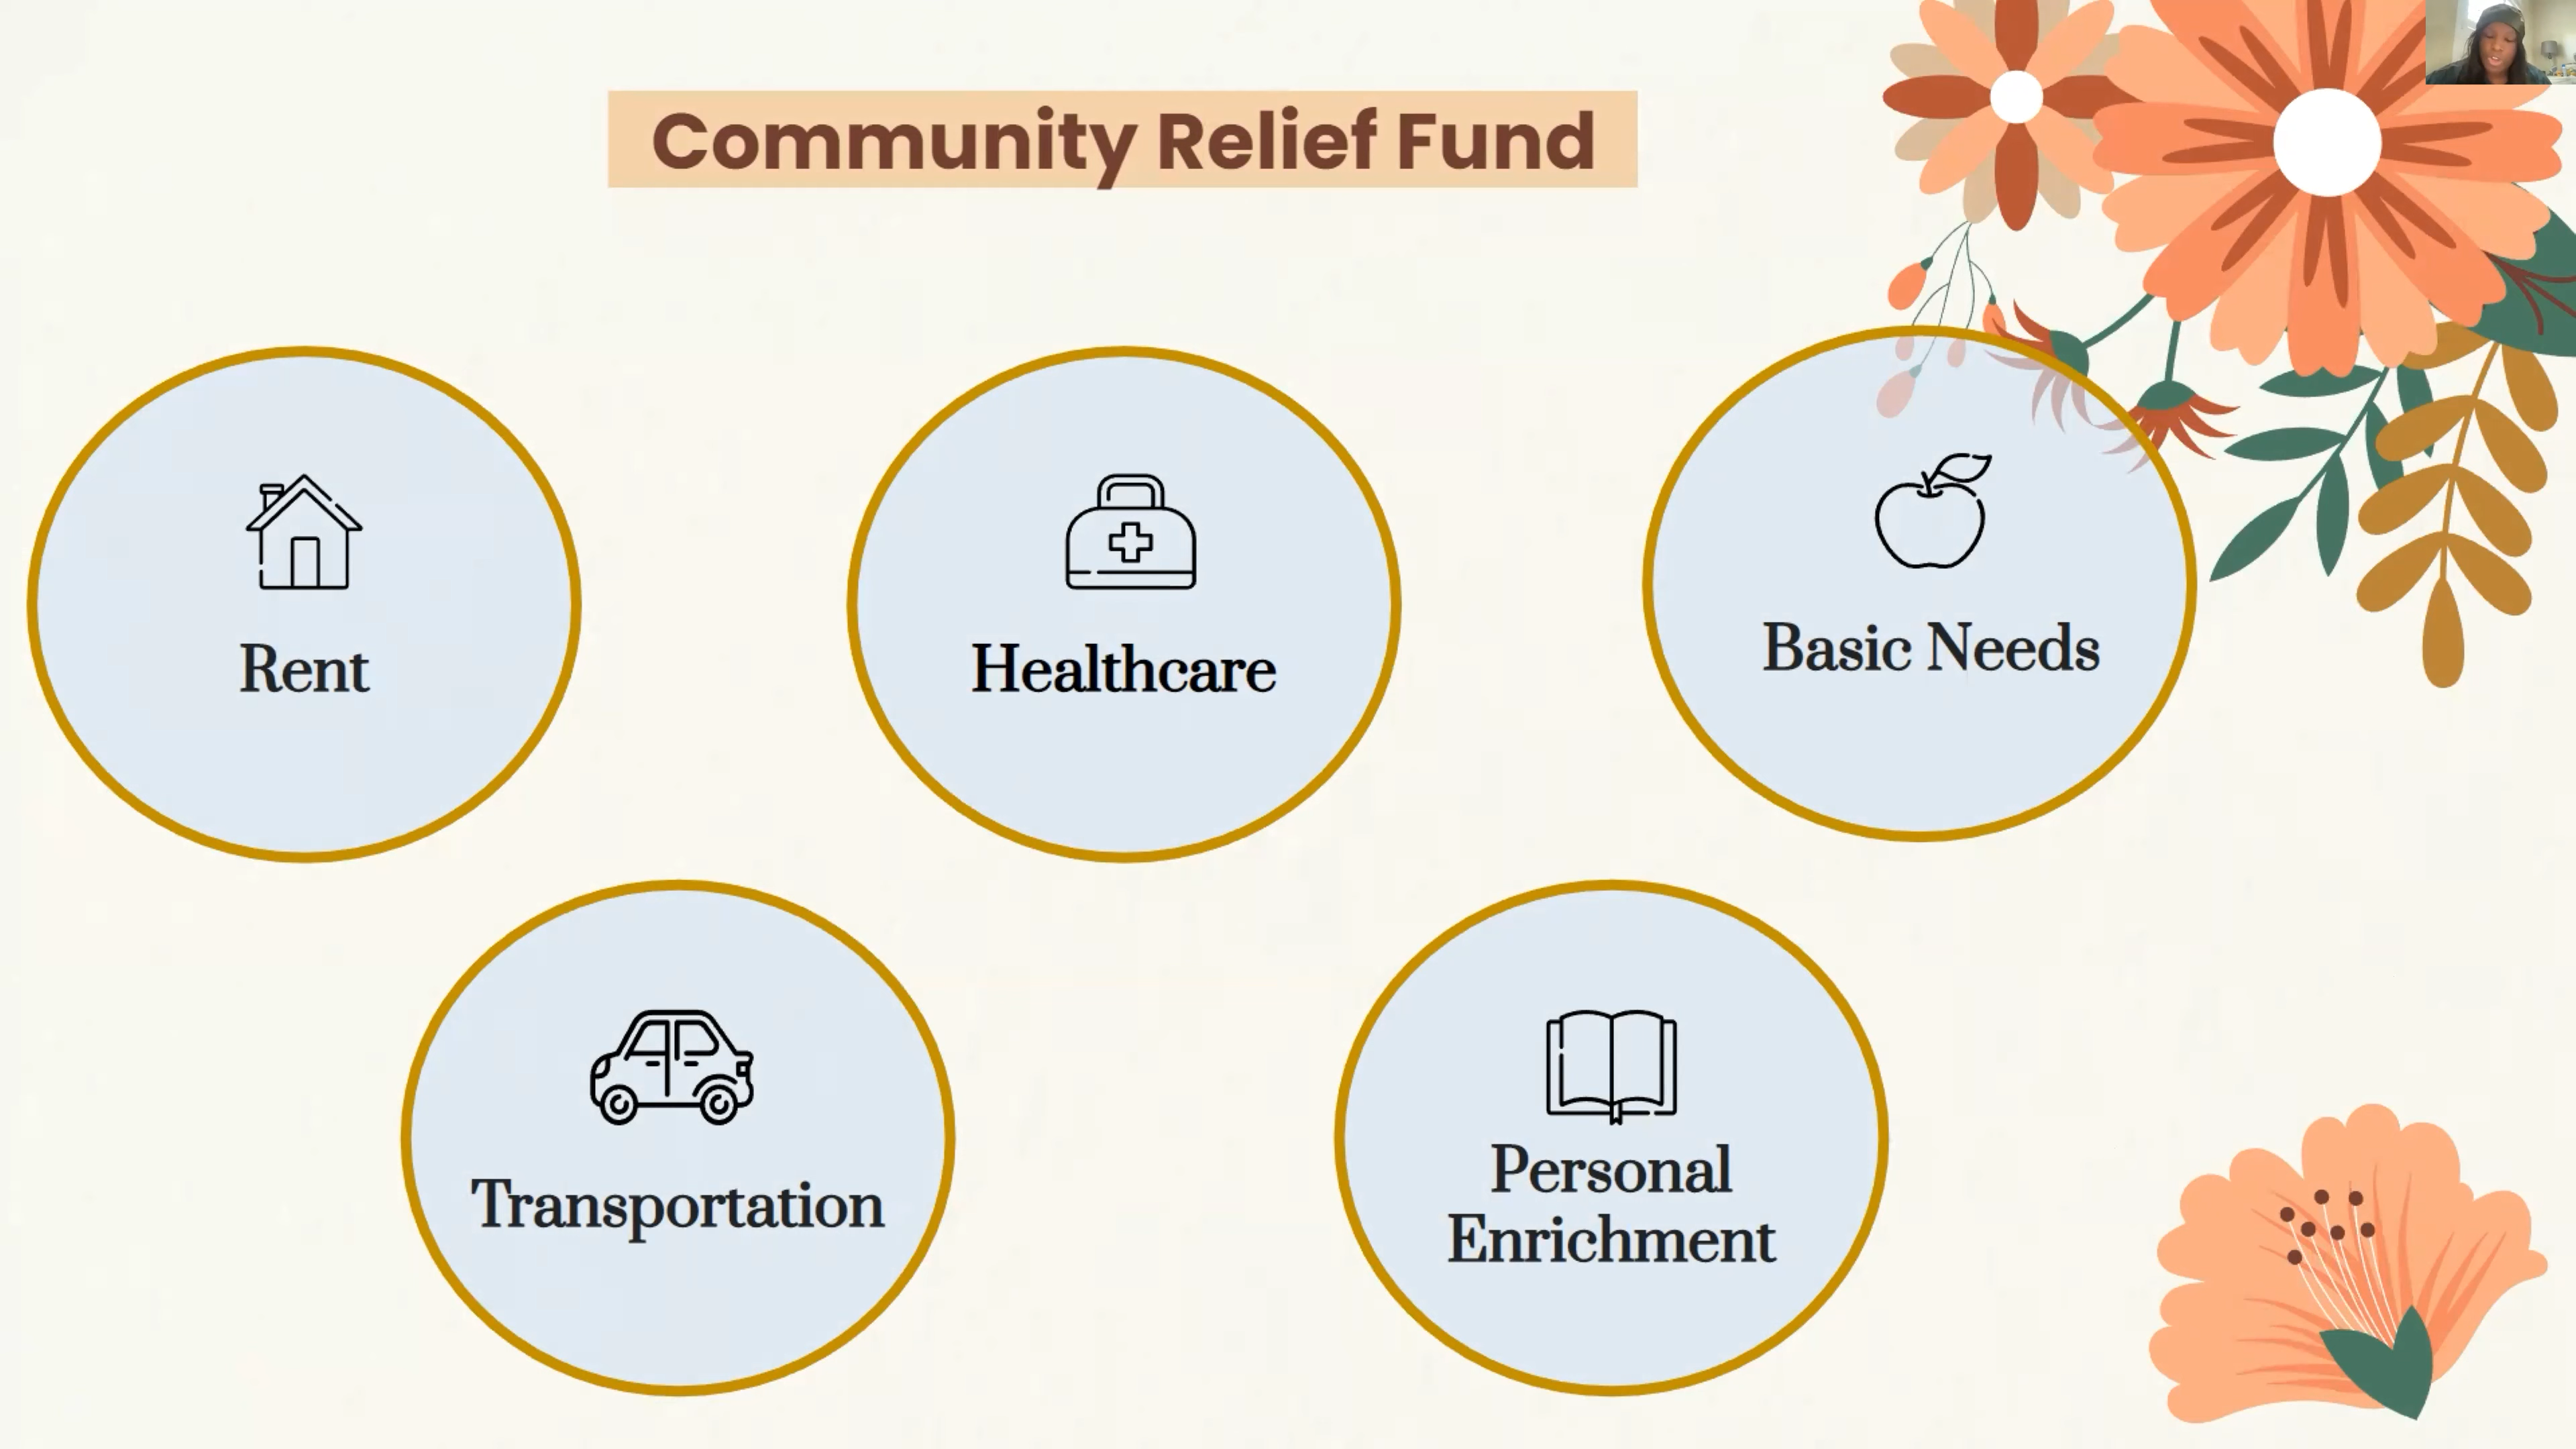 Community Relief Fund
Rent
Healthcare
Basic Needs
Transportation
Personal
Enrichment